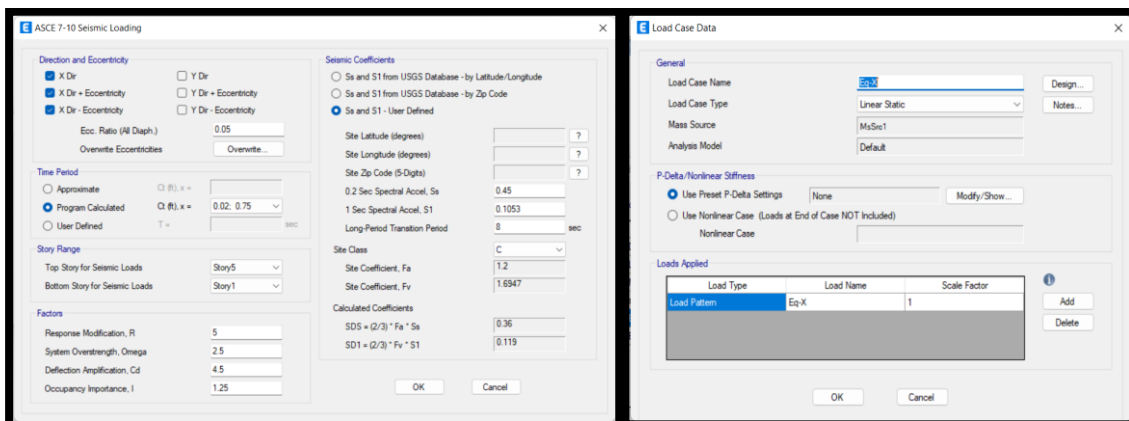 ASCE 7-10 Seismic Loading
Direction and Eccentricity
X Dir Y Dir
X Dir + Eccentricity Y Dir + Eccentricity
X Dir - Eccentricity Y Dir - Eccentricity
Ecc. Ratio (All Diaph.) 0.05
Overwrite Eccentricities Overwrite...
Time Period
Approximate Ct (ft), x =
Program Calculated Ct (ft), x = 0.02; 0.75
User Defined T = sec
Story Range
Top Story for Seismic Loads Story5
Bottom Story for Seismic Loads Story1
Factors
Response Modification, R 5
System Overstrength, Omega 2.5
Deflection Amplification, Cd 4.5
Occupancy Importance, I 1.25
Seismic Coefficients
Ss and S1 from USGS Database - by Latitude/Longitude
Ss and S1 from USGS Database - by Zip Code
Ss and S1 - User Defined
Site Latitude (degrees) ?
Site Longitude (degrees) ?
Site Zip Code (5-Digits) ?
0.2 Sec Spectral Accel, Ss 0.45
1 Sec Spectral Accel, S1 0.1053
Long-Period Transition Period 8 sec
Site Class C
Site Coefficient, Fa 1.2
Site Coefficient, Fv 1.6947
Calculated Coefficients
SDS = (2/3) * Fa * Ss 0.36
SD1 = (2/3) * Fv * S1 0.119
OK Cancel
Load Case Data
General
Load Case Name Eq-X Design...
Load Case Type Linear Static Notes...
Mass Source MsSrc1
Analysis Model Default
P-Delta/Nonlinear Stiffness
Use Preset P-Delta Settings None Modify/Show...
Use Nonlinear Case (Loads at End of Case NOT Included)
Nonlinear Case
Loads Applied
Load Type Load Name Scale Factor
Load Pattern Eq-X 1
Add
Delete
OK Cancel